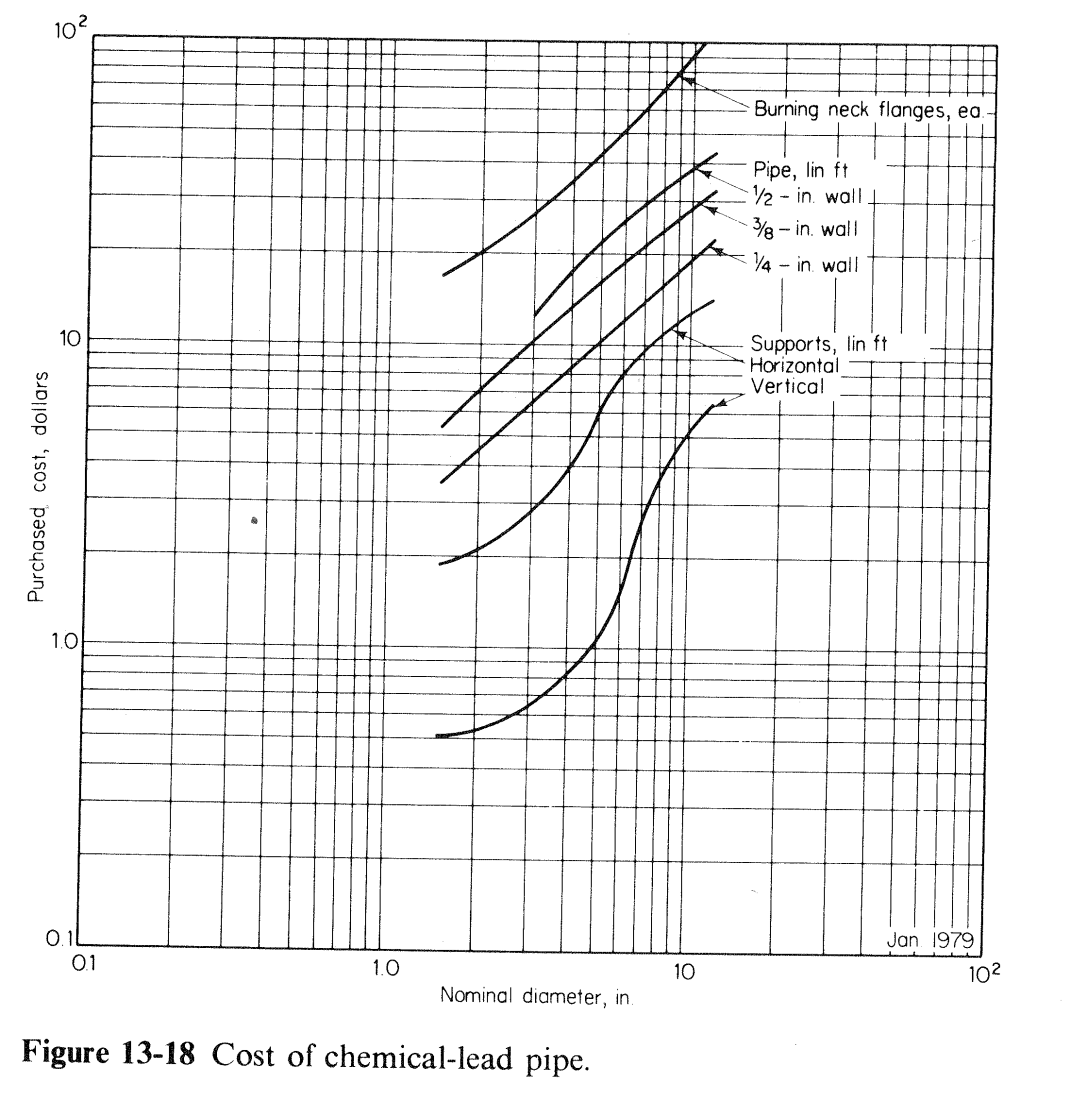 10²
Burning neck flanges, ea.
Pipe, lin ft
1/2 - in. wall
3/8 - in. wall
1/4 - in. wall
10
Supports, lin ft
Horizontal
Vertical
Purchased cost, dollars
1.0
0.1
Jan 1979
0.1
1.0
10
10²
Nominal diameter, in.
Figure 13-18 Cost of chemical-lead pipe.